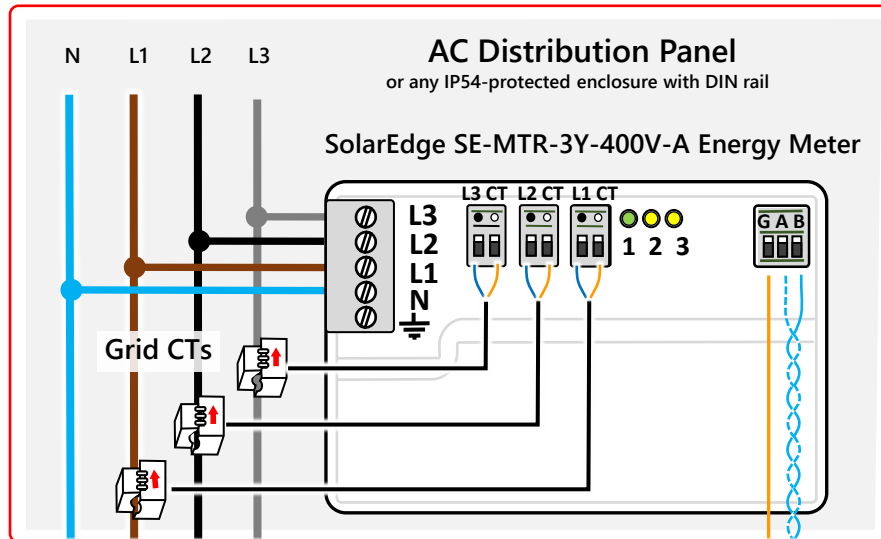 N L1 L2 L3
AC Distribution Panel
or any IP54-protected enclosure with DIN rail
SolarEdge SE-MTR-3Y-400V-A Energy Meter
L3 CT L2 CT L1 CT
L3
L2
L1
N
1 2 3
G A B
Grid CTs